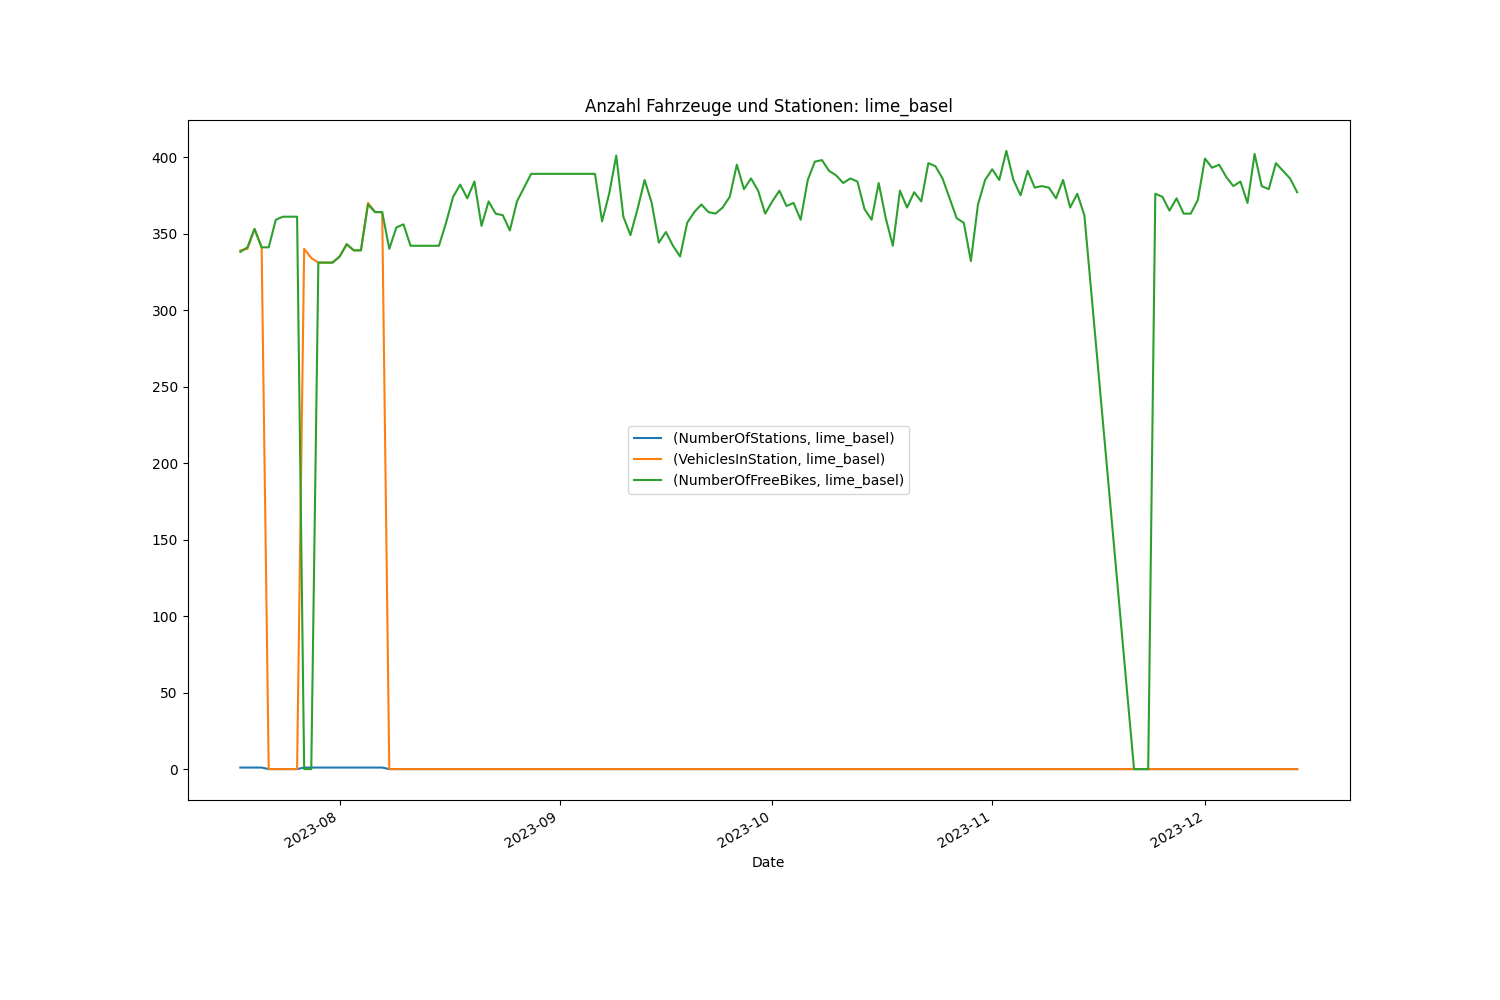 Anzahl Fahrzeuge und Stationen: lime_basel
400
350
300
250
200
150
100
50
0
(NumberOfStations, lime_basel)
(VehiclesInStation, lime_basel)
(NumberOfFreeBikes, lime_basel)
2023-08
2023-09
2023-10
2023-11
2023-12
Date